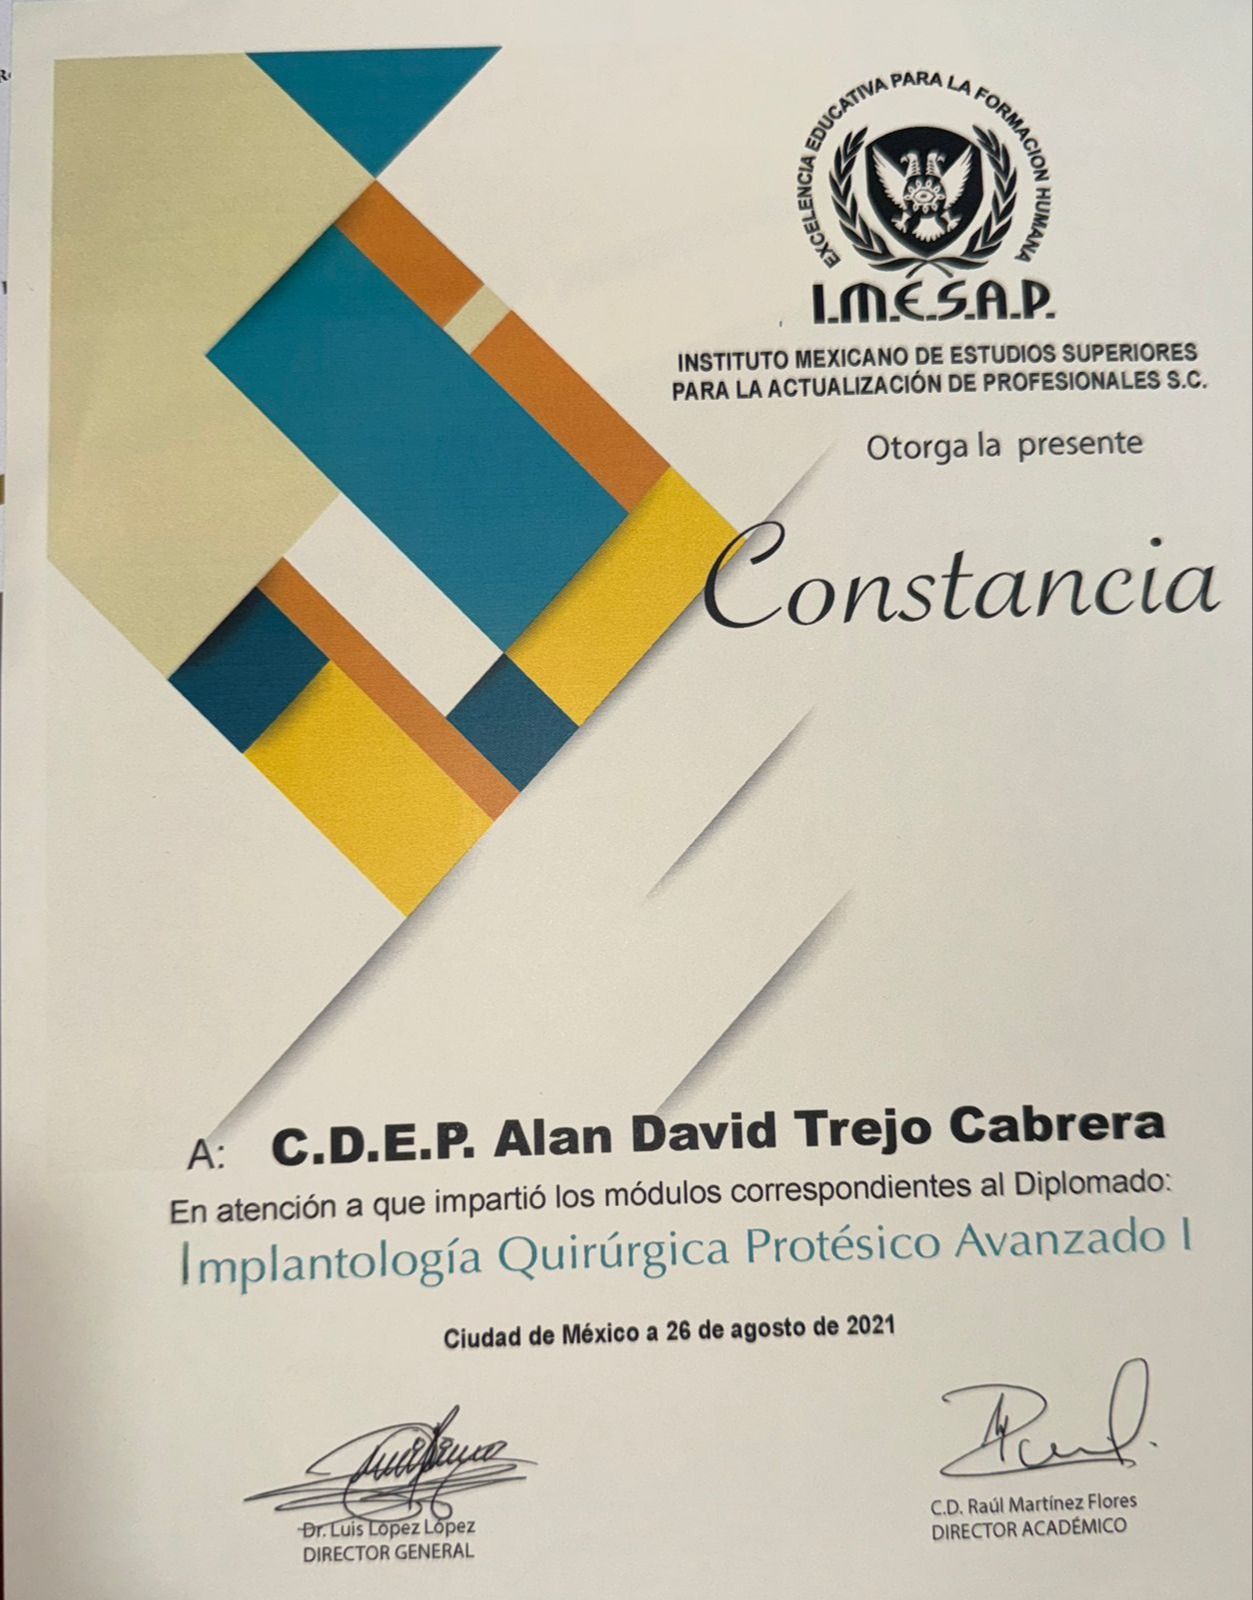 EXCELENCIA EDUCATIVA PARA LA FORMACION HUMANA
I.M.E.S.A.P.
INSTITUTO MEXICANO DE ESTUDIOS SUPERIORES
PARA LA ACTUALIZACIÓN DE PROFESIONALES S.C.
Otorga la presente
Constancia
A: C.D.E.P. Alan David Trejo Cabrera
En atención a que impartió los módulos correspondientes al Diplomado:
Implantología Quirúrgica Protésico Avanzado I
Ciudad de México a 26 de agosto de 2021
Dr. Luis López López
DIRECTOR GENERAL
C.D. Raúl Martínez Flores
DIRECTOR ACADÉMICO